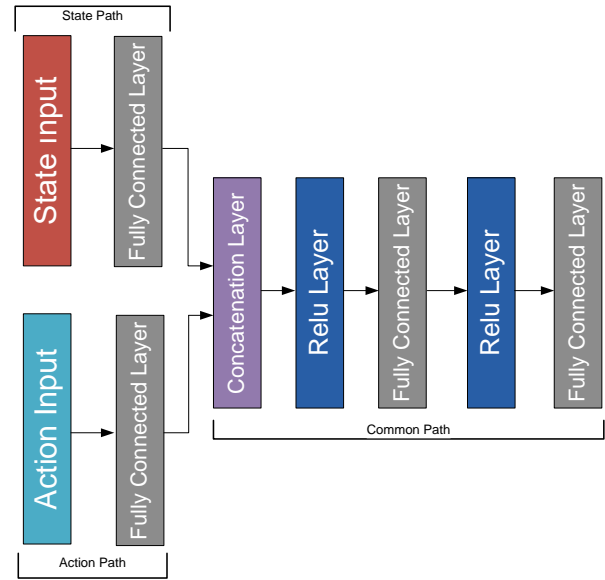 State Path
State input
Fully Connected Layer
Action Input
Fully Connected Layer
Action Path
Concatenation Layer
Relu Layer
Fully Connected Layer
Relu Layer
Fully Connected Layer
Common Path